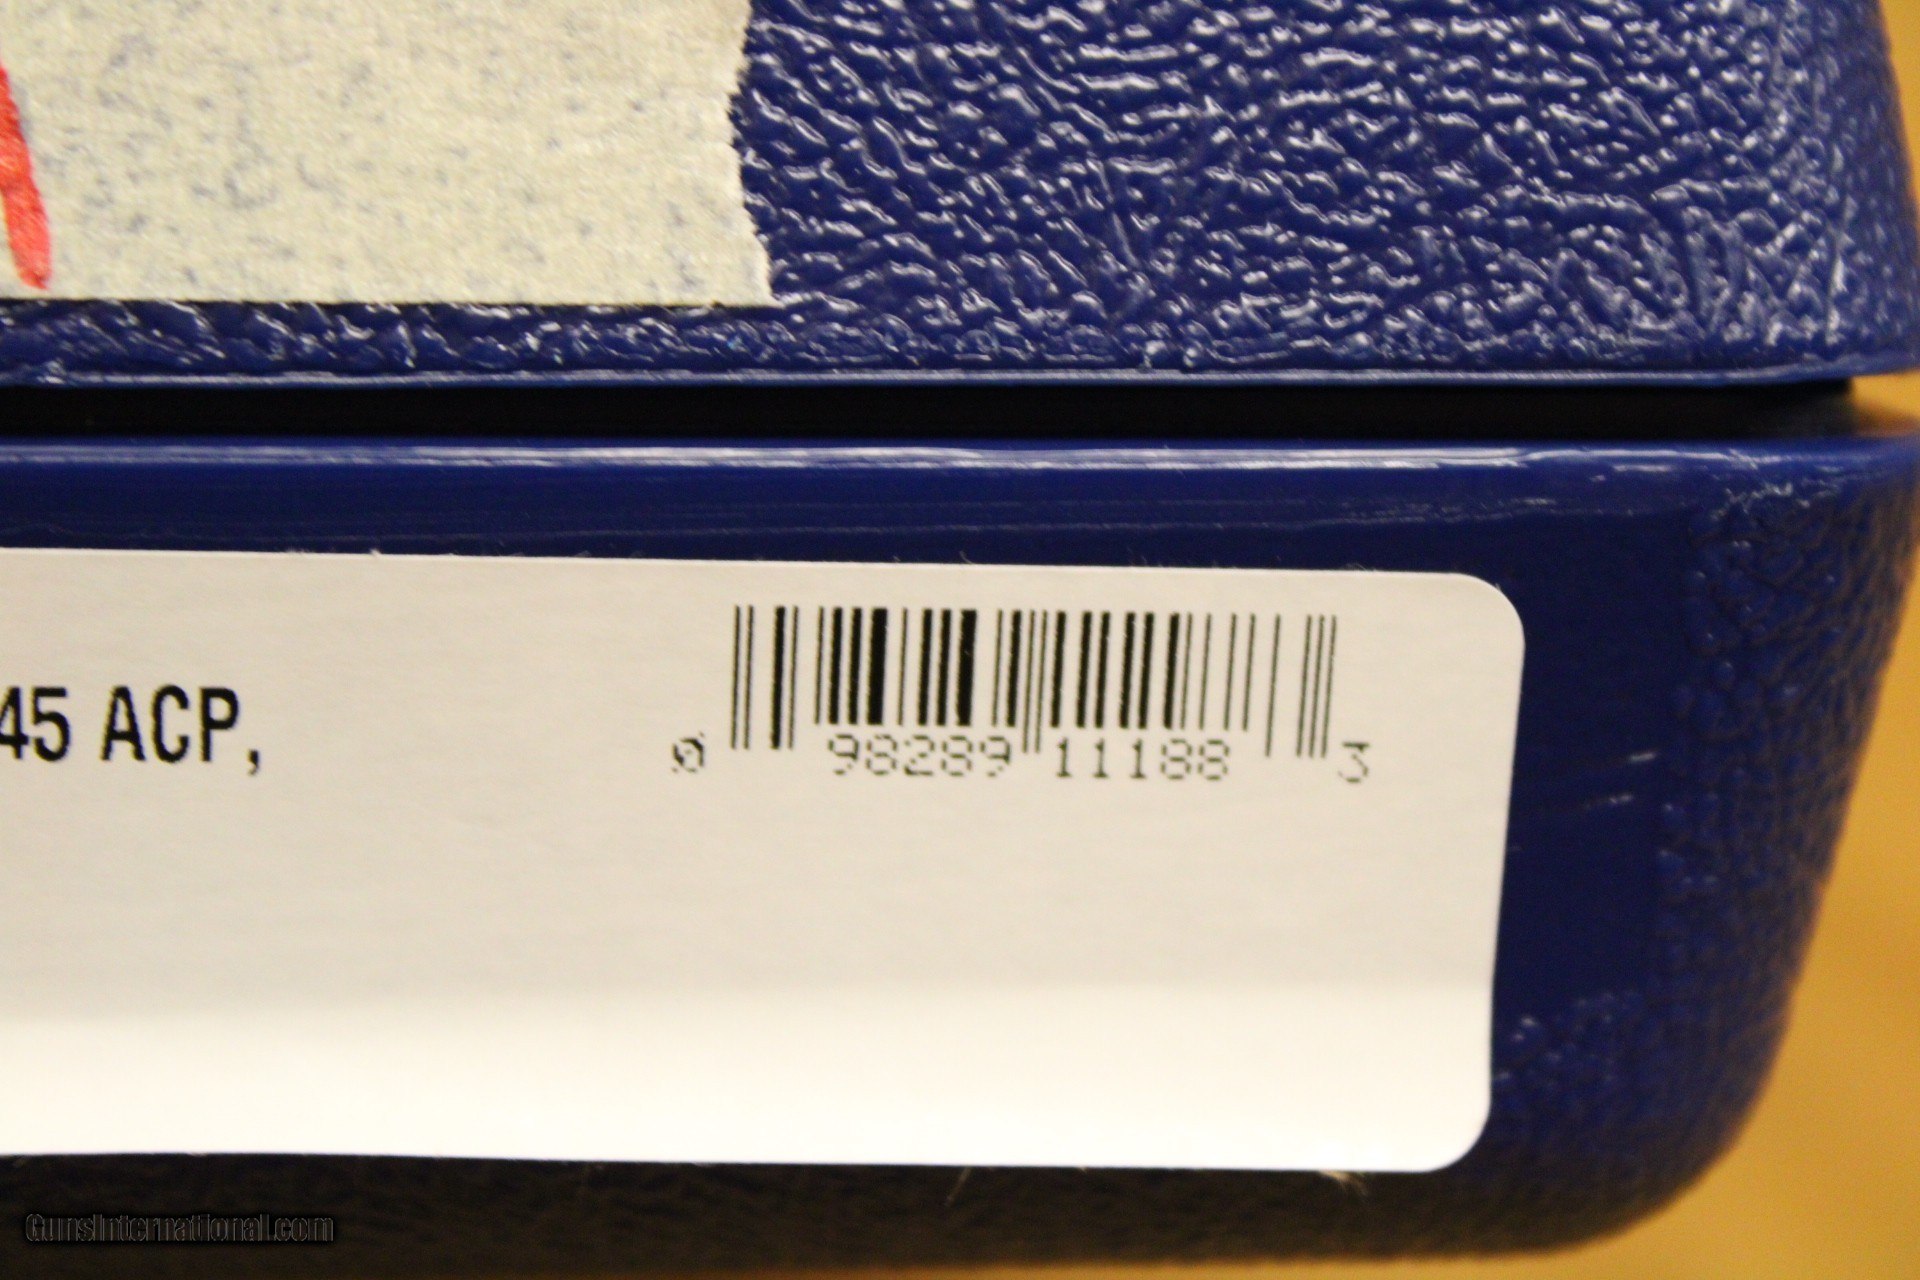 45 ACP,
0 98289 11188 3
GunsInternational.com